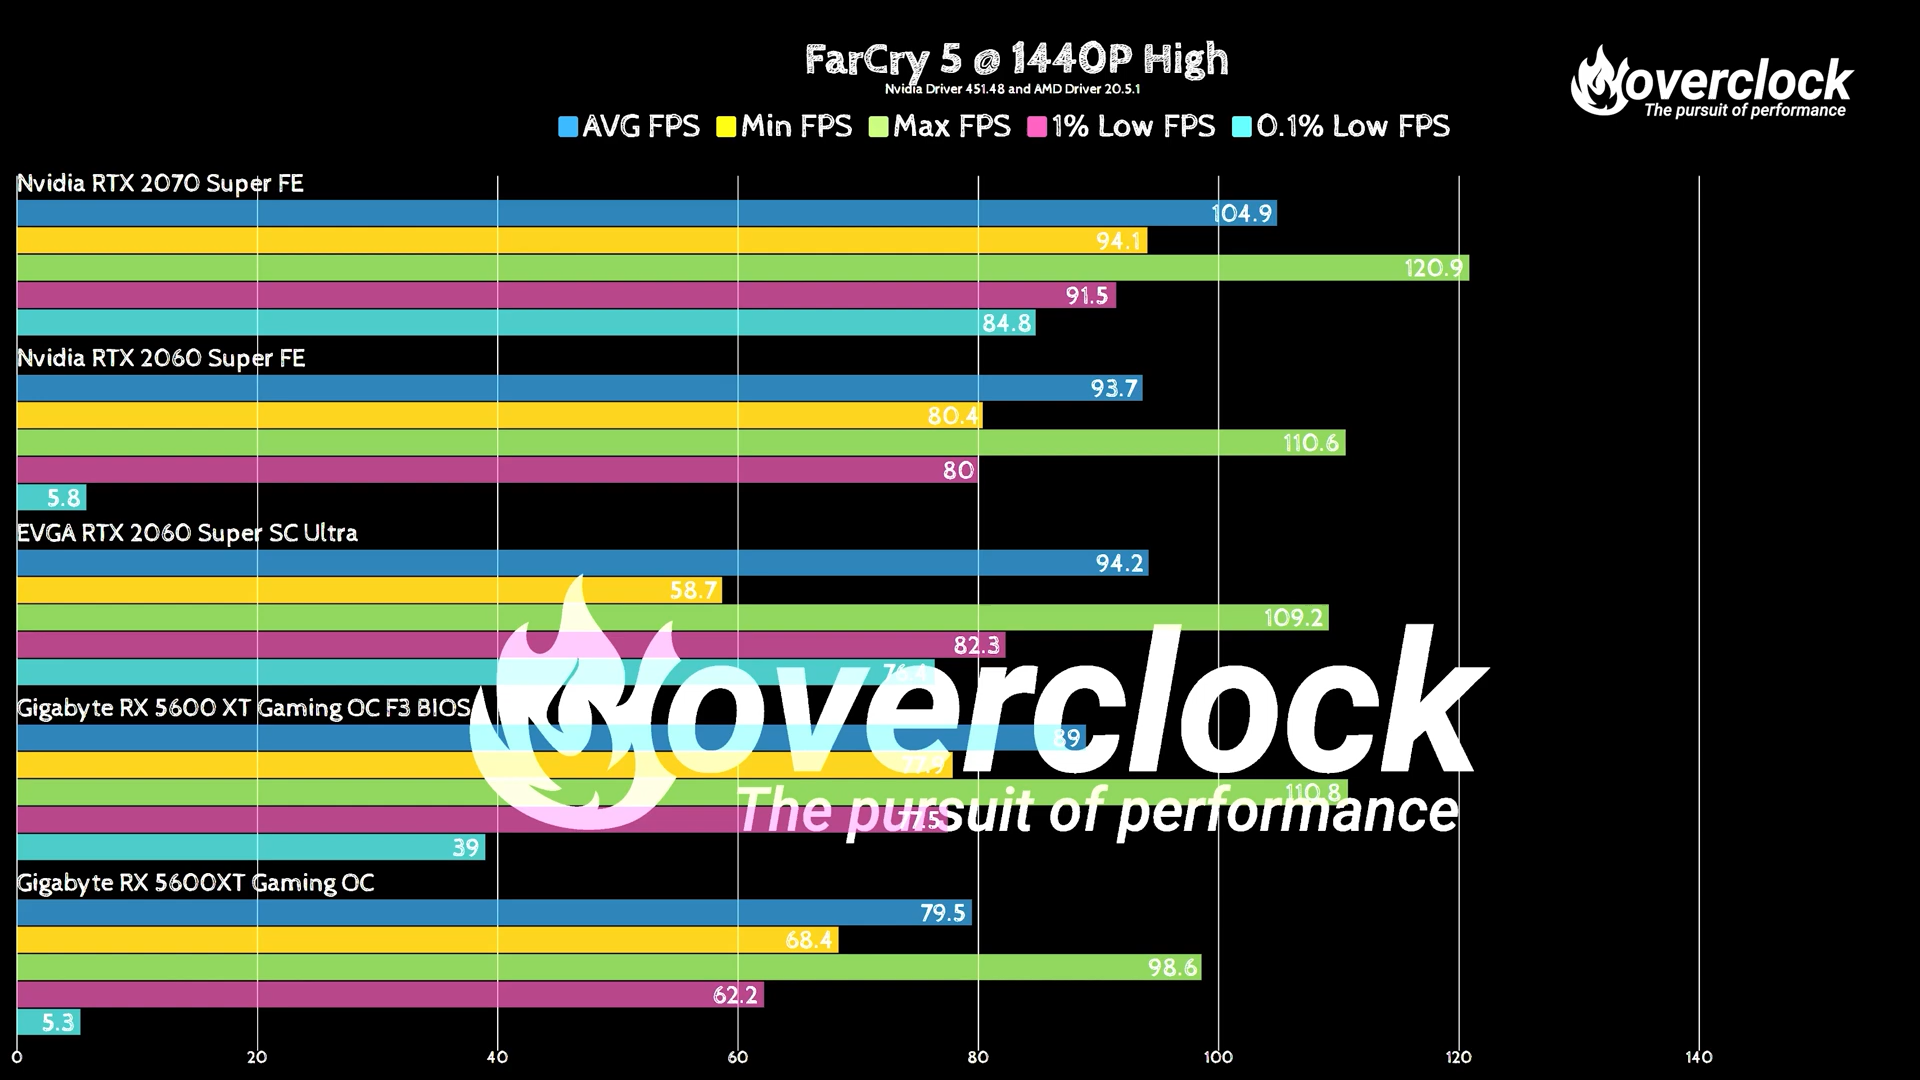 FarCry 5 @ 1440P High
Nvidia Driver 451.48 and AMD Driver 20.5.1
overclock
The pursuit of performance
AVG FPS Min FPS Max FPS 1% Low FPS 0.1% Low FPS
Nvidia RTX 2070 Super FE
104.9
94.1
120.9
91.5
84.8
Nvidia RTX 2060 Super FE
93.7
80.4
110.6
80
5.8
EVGA RTX 2060 Super SC Ultra
94.2
58.7
109.2
82.3
76.4
Gigabyte RX 5600 XT Gaming OC F3 BIOS
overclock
89
77.9
110.8
The pursuit of performance
77.5
39
Gigabyte RX 5600XT Gaming OC
79.5
68.4
98.6
62.2
5.3
0 20 40 60 80 100 120 140